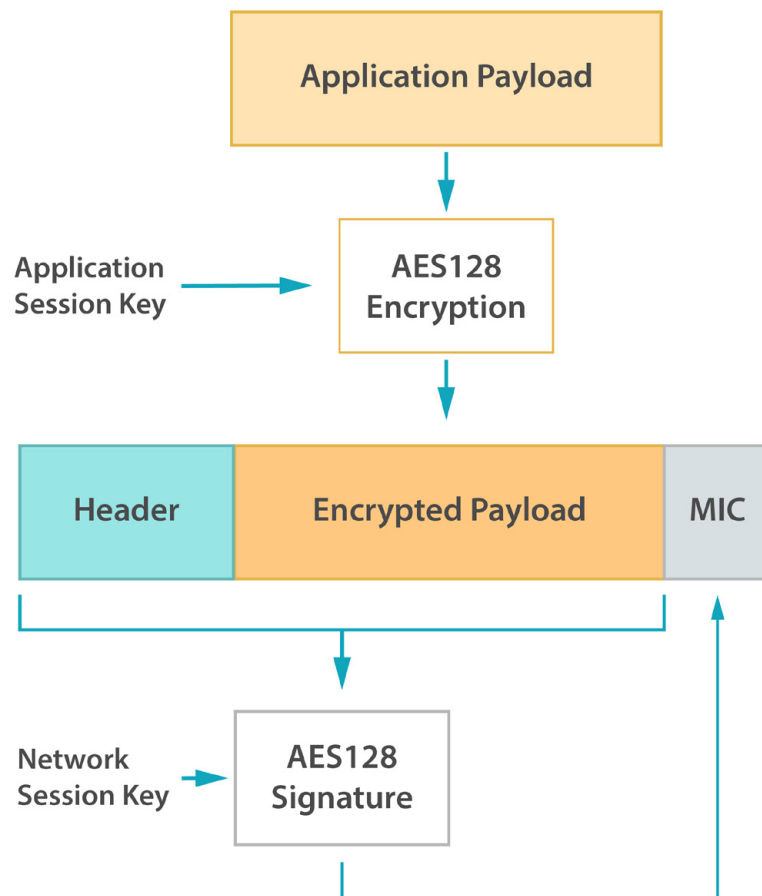 Application Payload
Application
Session Key
AES128
Encryption
Header
Encrypted Payload
MIC
Network
Session Key
AES128
Signature